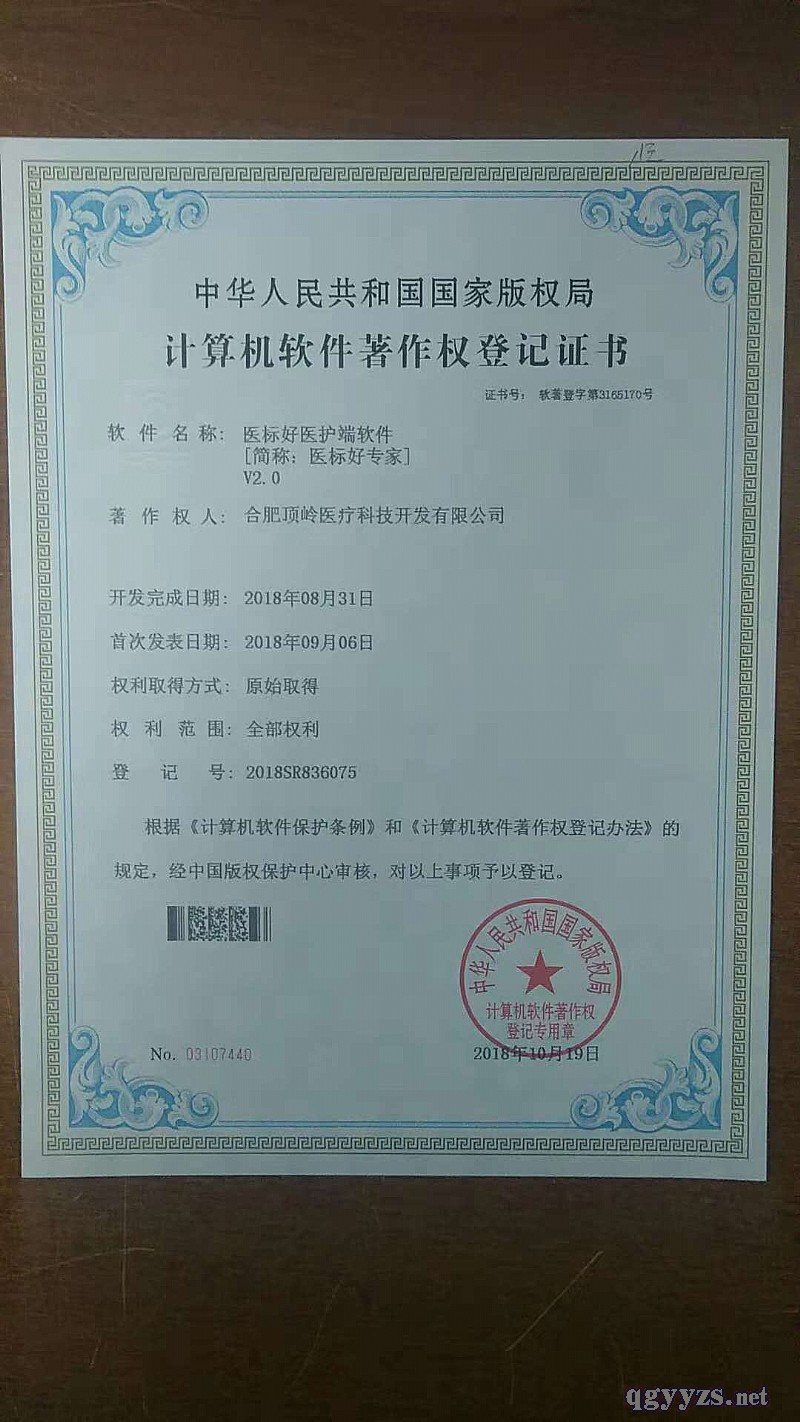 中华人民共和国国家版权局
计算机软件著作权登记证书
证书号： 软著登字第3165170号
软件名称： 医标好医护端软件
[简称：医标好专家]
V2.0
著作权人： 合肥顶岭医疗科技开发有限公司
开发完成日期： 2018年08月31日
首次发表日期： 2018年09月06日
权利取得方式： 原始取得
权利范围： 全部权利
登记号： 2018SR836075
根据《计算机软件保护条例》和《计算机软件著作权登记办法》的
规定，经中国版权保护中心审核，对以上事项予以登记。
中华人民共和国国家版权局
计算机软件著作权
登记专用章
No. 03107440
2018年10月19日
qgyyzs.net